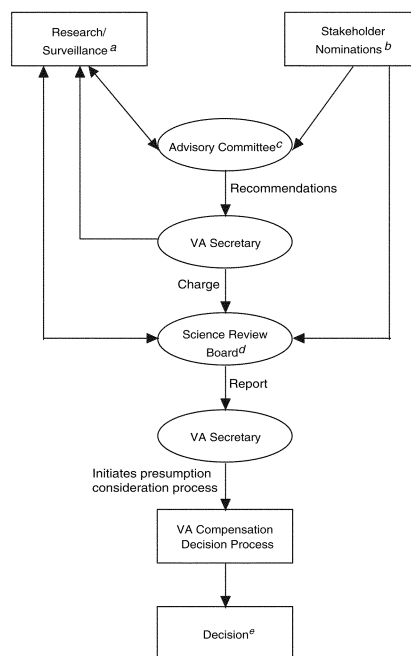 Research/
Surveillance a
Stakeholder
Nominations b
Advisory Committee c
Recommendations
VA Secretary
Charge
Science Review
Board d
Report
VA Secretary
Initiates presumption
consideration process
VA Compensation
Decision Process
Decision e